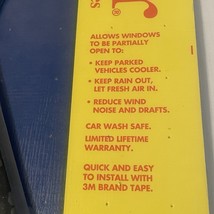 ALLOWS WINDOWS
TO BE PARTIALLY
OPEN TO:
• KEEP PARKED
VEHICLES COOLER.
• KEEP RAIN OUT,
LET FRESH AIR IN.
• REDUCE WIND
NOISE AND DRAFTS.
CAR WASH SAFE.
LIMITED LIFETIME
WARRANTY.
QUICK AND EASY
TO INSTALL WITH
3M BRAND TAPE.